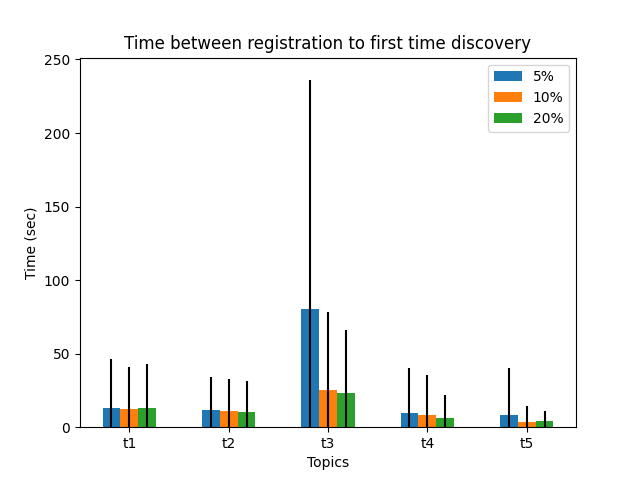 Time between registration to first time discovery
250
200
150
100
50
0
Time (sec)
5%
10%
20%
t1 t2 t3 t4 t5
Topics